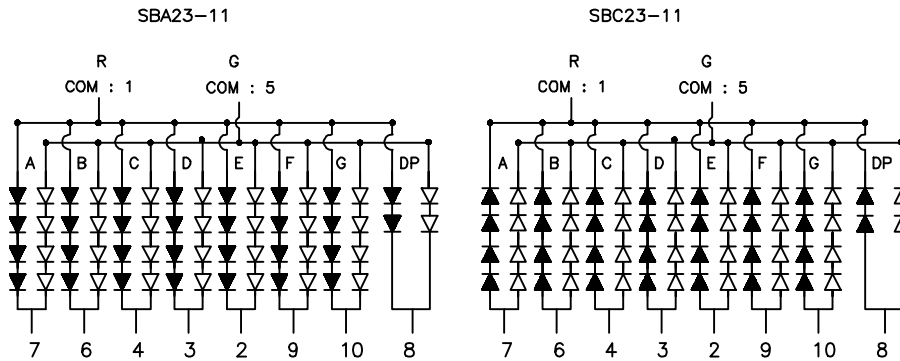 SBA23-11 SBC23-11
R G R G
COM : 1 COM : 5 COM : 1 COM : 5
A B C D E F G DP A B C D E F G DP
7 6 4 3 2 9 10 8 7 6 4 3 2 9 10 8